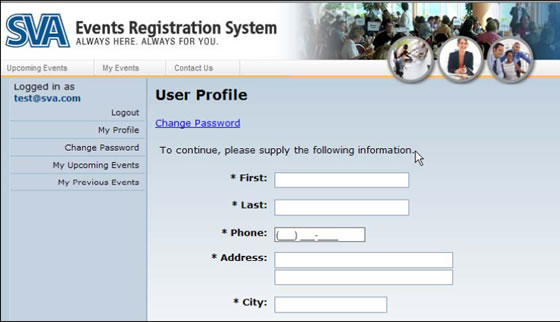 SVA Events Registration System
ALWAYS HERE. ALWAYS FOR YOU.
Upcoming Events My Events Contact Us
Logged in as
test@sva.com
Logout
My Profile
Change Password
My Upcoming Events
My Previous Events
User Profile
Change Password
To continue, please supply the following information.
* First:
* Last:
* Phone: (___) ___-____
* Address:
* City: